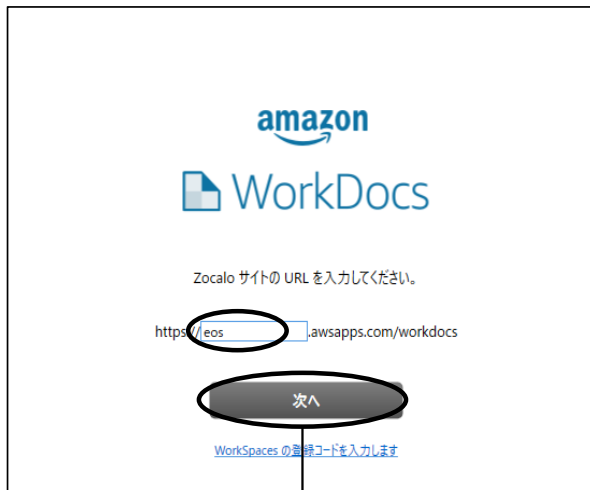 amazon
WorkDocs
Zocalo サイトの URL を入力してください。
https://eos.awsapps.com/workdocs
次へ
WorkSpaces の登録コードを入力します